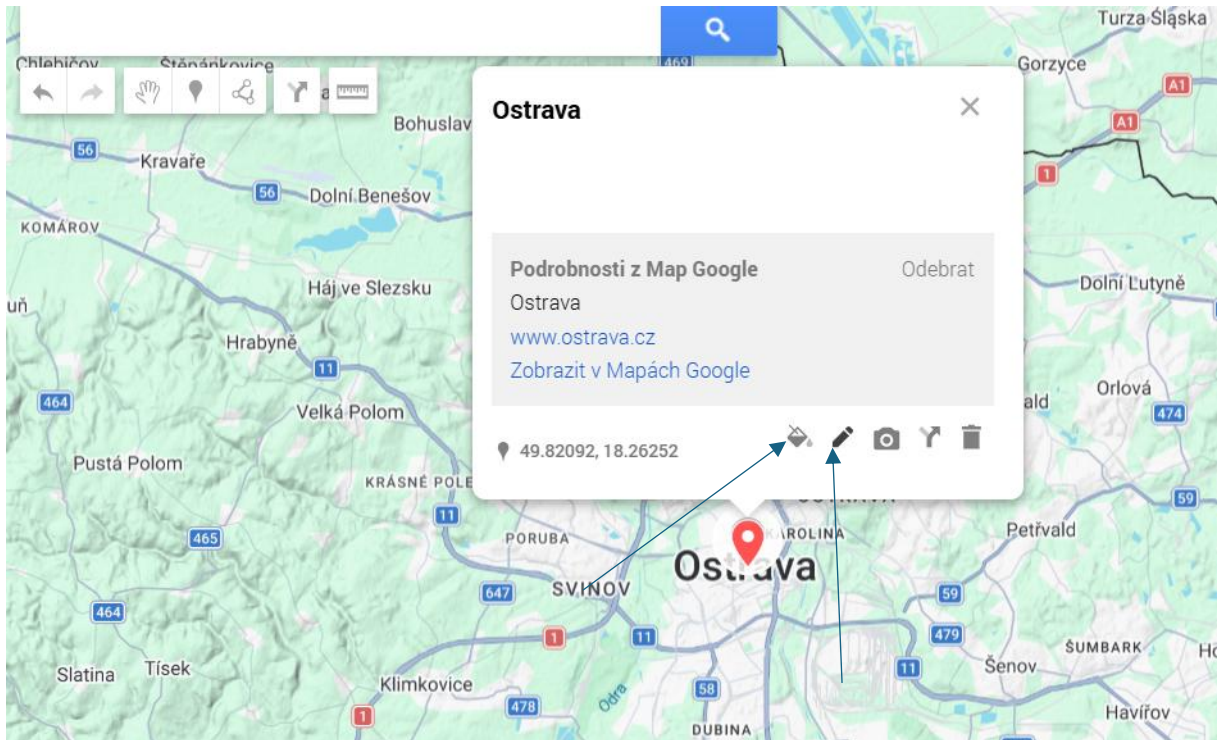 Turza Śląska
469
Chlebičov
Štěpánkovice
Gorzyce
A1
Ostrava
Bohuslav
A1
56
Kravaře
1
56
Dolní Benešov
KOMÁROV
Podrobnosti z Map Google
Odebrat
Ostrava
www.ostrava.cz
Zobrazit v Mapách Google
Háj ve Slezsku
Dolní Lutyně
uň
Hrabyně
11
464
Velká Polom
ald
Orlová
474
49.82092, 18.26252
Pustá Polom
KRÁSNÉ POLE
59
11
465
PORUBA
KAROLINA
Petřvald
Ostrava
647
SVINOV
59
464
1
11
479
ŠUMBARK
Slatina
Tísek
Klimkovice
11
Šenov
Odra
58
478
1
Havířov
DUBINA